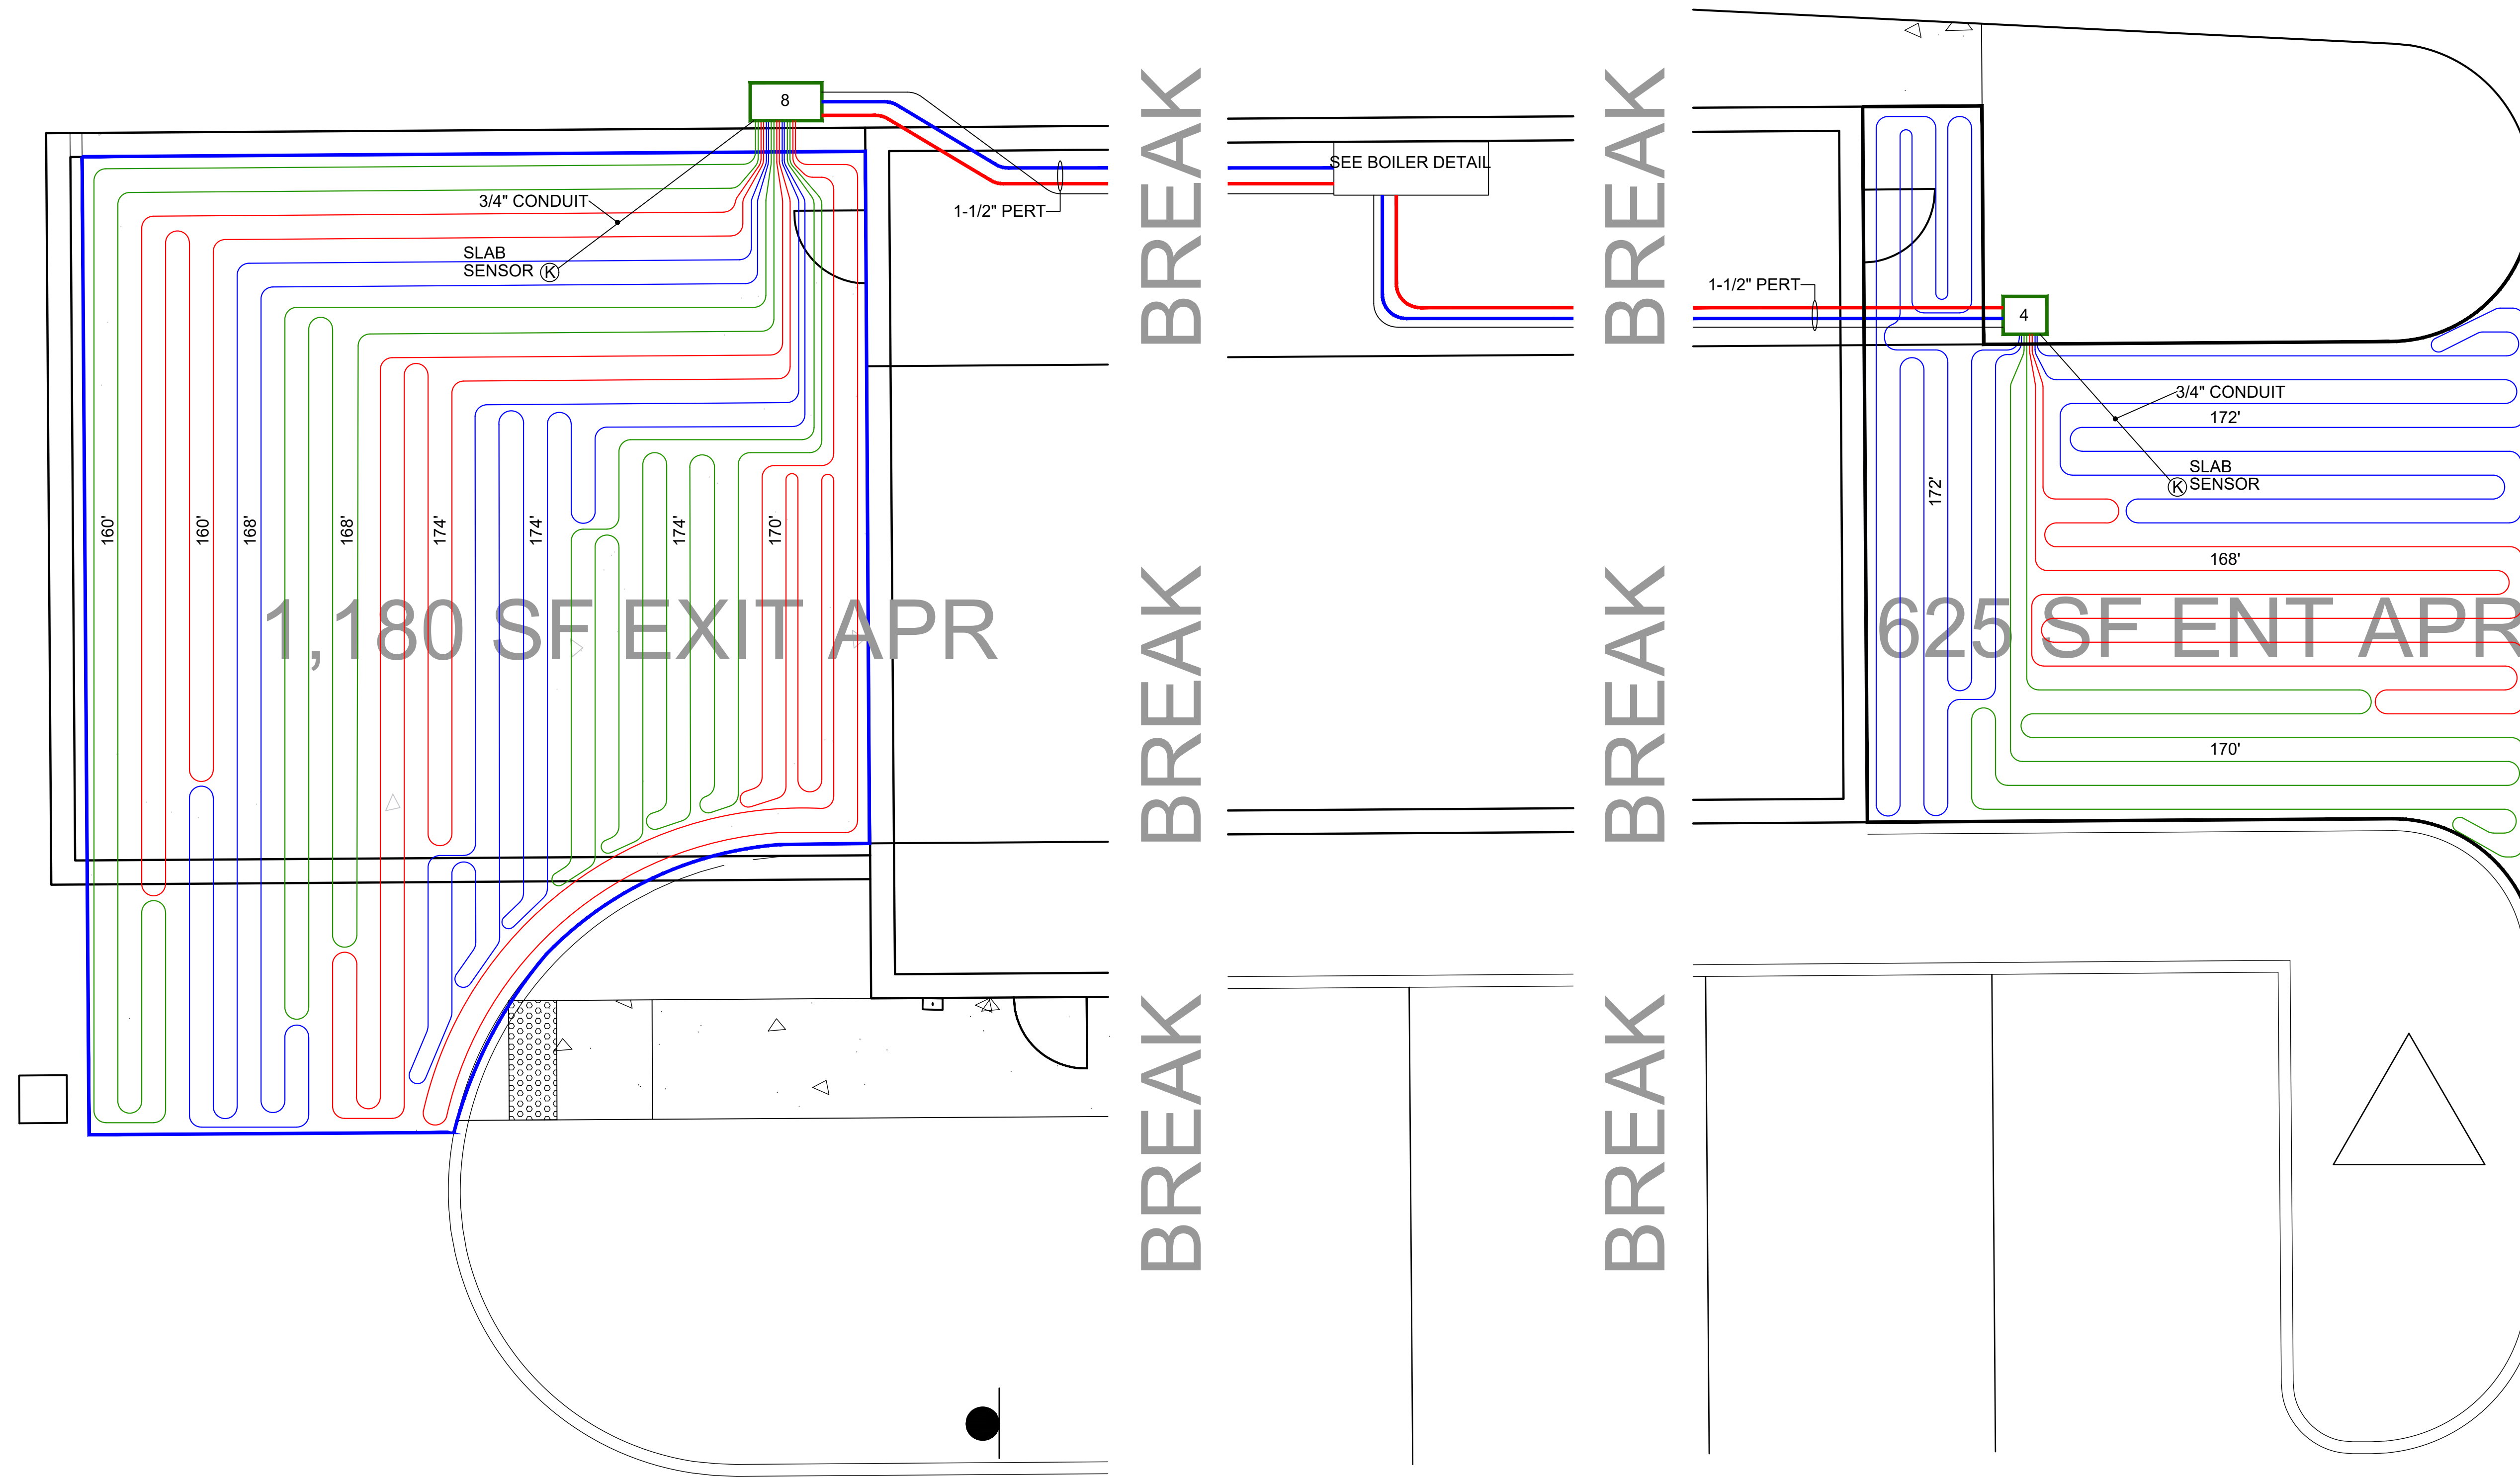 8
3/4" CONDUIT
SLAB
SENSOR K
1-1/2" PERT
160'
160'
168'
168'
174'
174'
174'
170'
1,180 SF EXIT APR
BREAK
BREAK
BREAK
SEE BOILER DETAIL
BREAK
BREAK
BREAK
1-1/2" PERT
4
3/4" CONDUIT
172'
SLAB
K SENSOR
172'
168'
625 SF ENT APR
170'